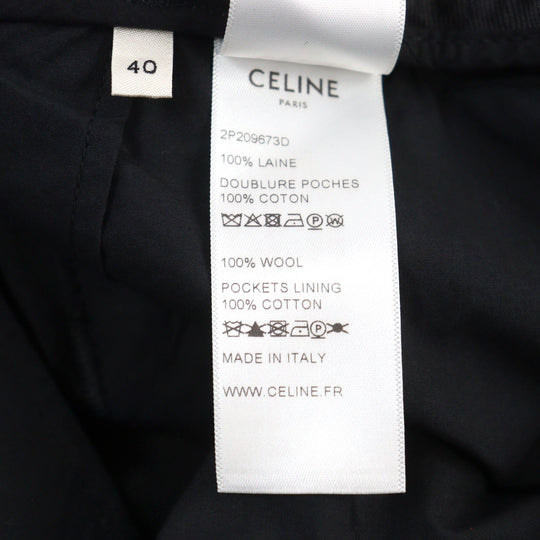 40
CELINE
PARIS
2P209673D
100% LAINE
DOUBLURE POCHES
100% COTON
100% WOOL
POCKETS LINING
100% COTTON
MADE IN ITALY
WWW.CELINE.FR